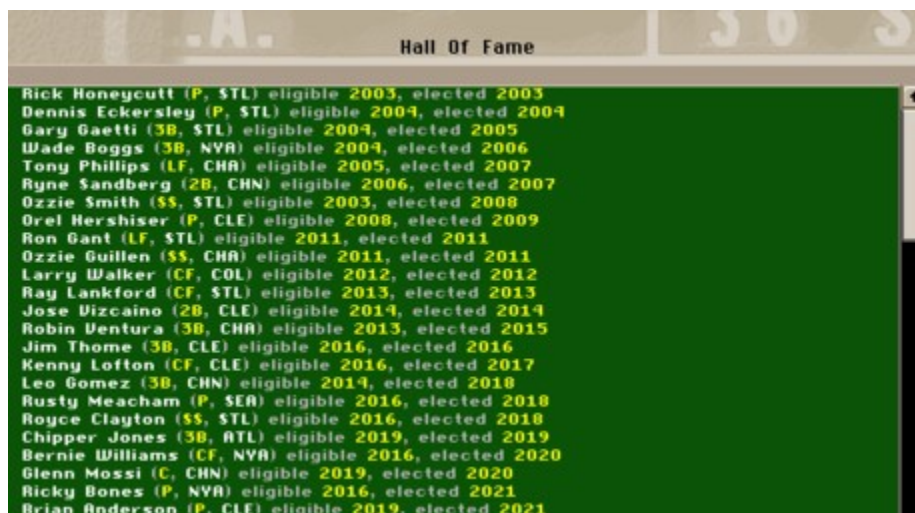 .A.
36 S
Hall Of Fame
Rick Honeycutt (P, STL) eligible 2003, elected 2003
Dennis Eckersley (P, STL) eligible 2004, elected 2004
Gary Gaetti (3B, STL) eligible 2004, elected 2005
Wade Boggs (3B, NYA) eligible 2004, elected 2006
Tony Phillips (LF, CHA) eligible 2005, elected 2007
Ryne Sandberg (2B, CHN) eligible 2006, elected 2007
Ozzie Smith (SS, STL) eligible 2003, elected 2008
Orel Hershiser (P, CLE) eligible 2008, elected 2009
Ron Gant (LF, STL) eligible 2011, elected 2011
Ozzie Guillen (SS, CHA) eligible 2011, elected 2011
Larry Walker (CF, COL) eligible 2012, elected 2012
Ray Lankford (CF, STL) eligible 2013, elected 2013
Jose Vizcaino (2B, CLE) eligible 2014, elected 2014
Robin Ventura (3B, CHA) eligible 2013, elected 2015
Jim Thome (3B, CLE) eligible 2016, elected 2016
Kenny Lofton (CF, CLE) eligible 2016, elected 2017
Leo Gomez (3B, CHN) eligible 2014, elected 2018
Rusty Meacham (P, SEA) eligible 2016, elected 2018
Royce Clayton (SS, STL) eligible 2016, elected 2018
Chipper Jones (3B, ATL) eligible 2019, elected 2019
Bernie Williams (CF, NYA) eligible 2016, elected 2020
Glenn Mossi (C, CHN) eligible 2019, elected 2020
Ricky Bones (P, NYA) eligible 2016, elected 2021
Brian Anderson (P, CLE) eligible 2019, elected 2021